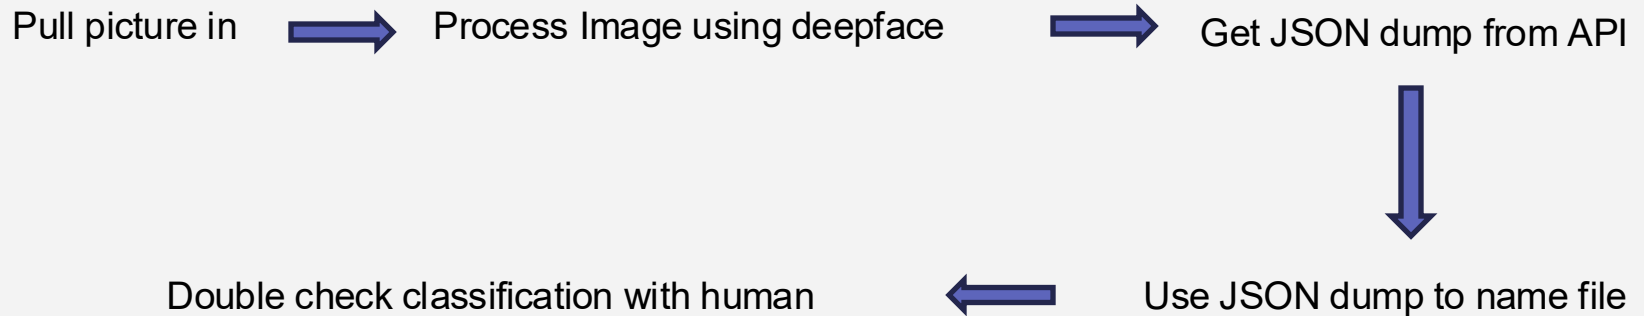 Pull picture in
Process Image using deepface
Get JSON dump from API
Use JSON dump to name file
Double check classification with human